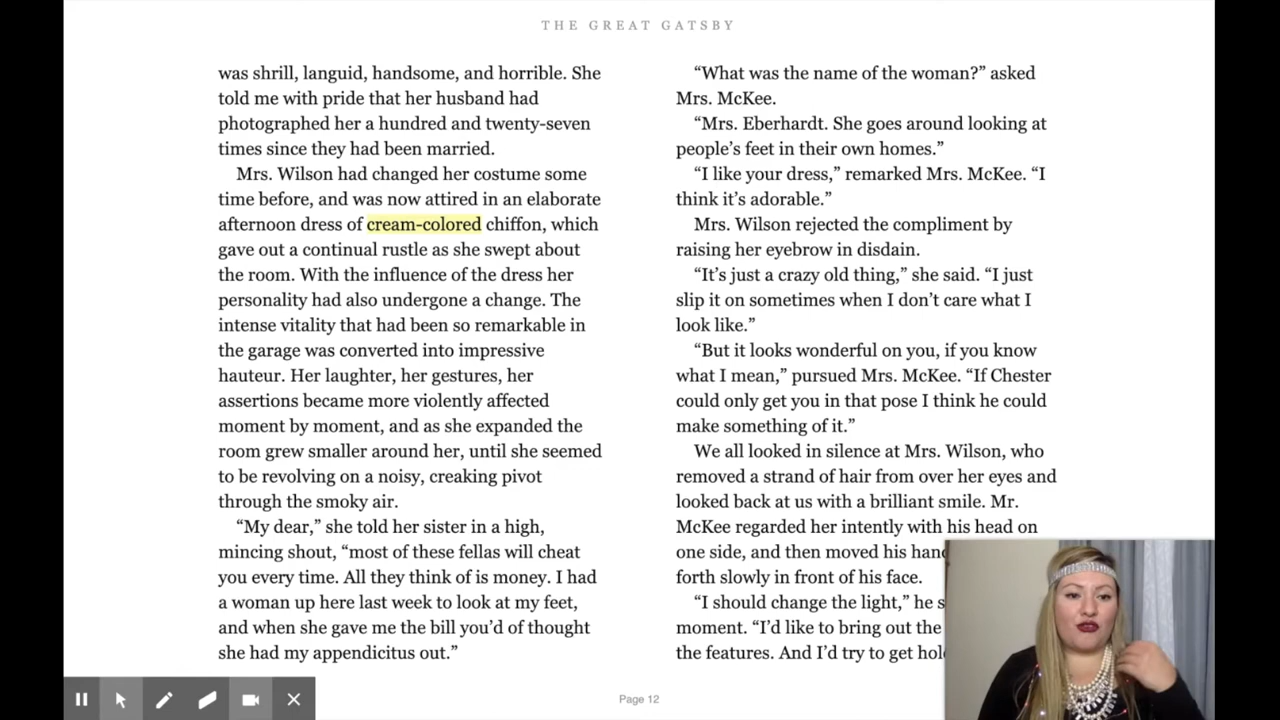 THE GREAT GATSBY
was shrill, languid, handsome, and horrible. She
told me with pride that her husband had
photographed her a hundred and twenty-seven
times since they had been married.
Mrs. Wilson had changed her costume some
time before, and was now attired in an elaborate
afternoon dress of cream-colored chiffon, which
gave out a continual rustle as she swept about
the room. With the influence of the dress her
personality had also undergone a change. The
intense vitality that had been so remarkable in
the garage was converted into impressive
hauteur. Her laughter, her gestures, her
assertions became more violently affected
moment by moment, and as she expanded the
room grew smaller around her, until she seemed
to be revolving on a noisy, creaking pivot
through the smoky air.
“My dear,” she told her sister in a high,
mincing shout, “most of these fellas will cheat
you every time. All they think of is money. I had
a woman up here last week to look at my feet,
and when she gave me the bill you’d of thought
she had my appendicitus out.”
“What was the name of the woman?” asked
Mrs. McKee.
“Mrs. Eberhardt. She goes around looking at
people’s feet in their own homes.”
“I like your dress,” remarked Mrs. McKee. “I
think it’s adorable.”
Mrs. Wilson rejected the compliment by
raising her eyebrow in disdain.
“It’s just a crazy old thing,” she said. “I just
slip it on sometimes when I don’t care what I
look like.”
“But it looks wonderful on you, if you know
what I mean,” pursued Mrs. McKee. “If Chester
could only get you in that pose I think he could
make something of it.”
We all looked in silence at Mrs. Wilson, who
removed a strand of hair from over her eyes and
looked back at us with a brilliant smile. Mr.
McKee regarded her intently with his head on
one side, and then moved his
forth slowly in front of his face.
“I should change the light,” he
moment. “I’d like to bring out the
the features. And I’d try to get
Page 12